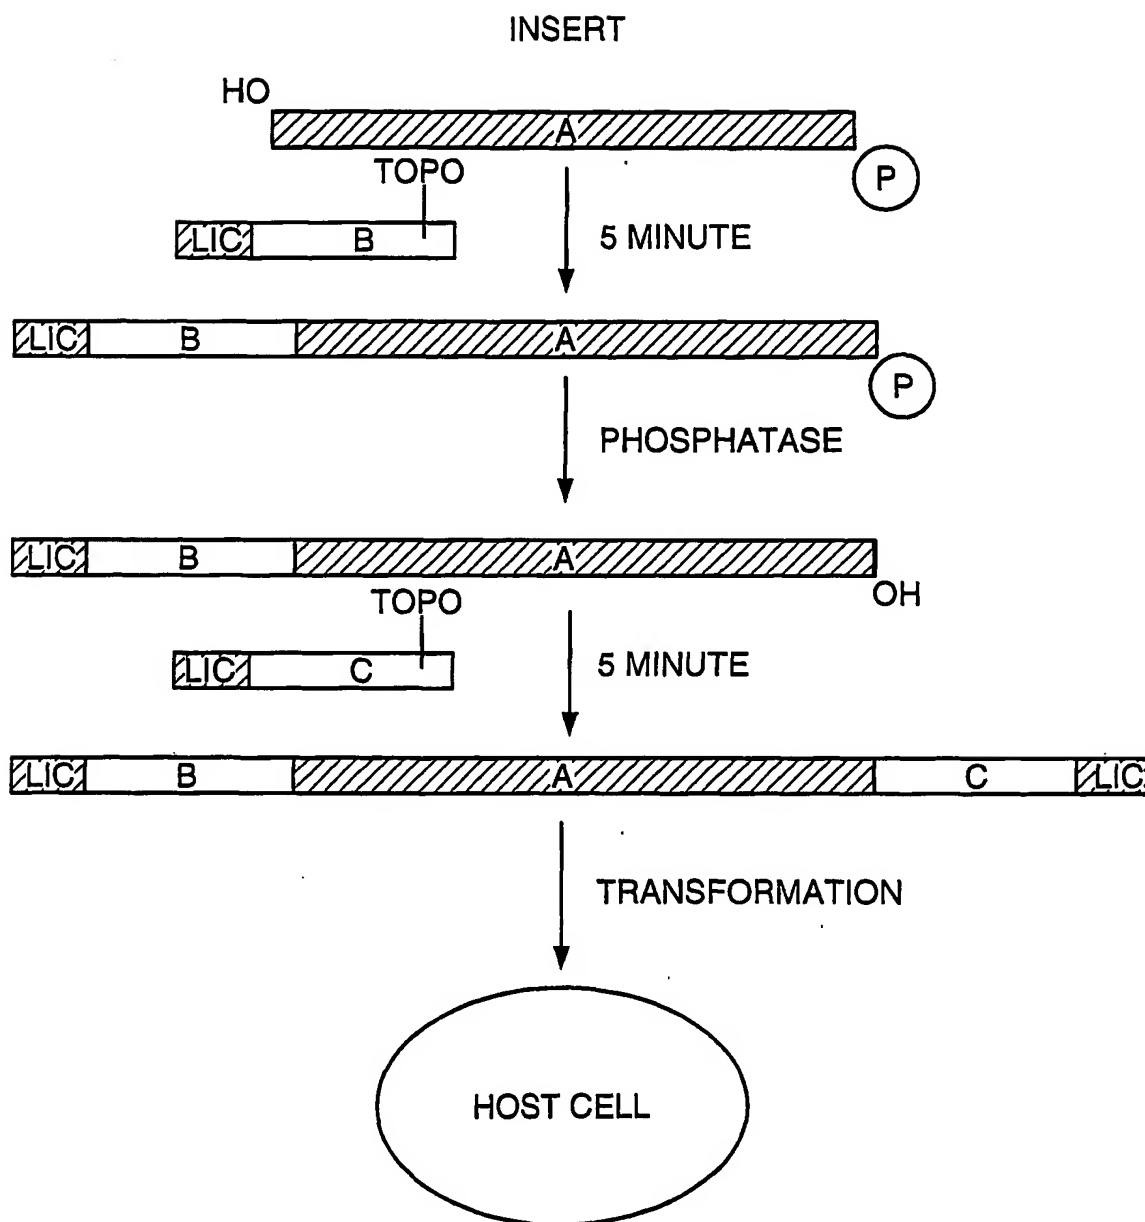 INSERT
HO
A
TOPO
P
LIC B
5 MINUTE
LIC B A
P
PHOSPHATASE
LIC B A
OH
TOPO
LIC C
5 MINUTE
LIC B A C LIC
TRANSFORMATION
HOST CELL